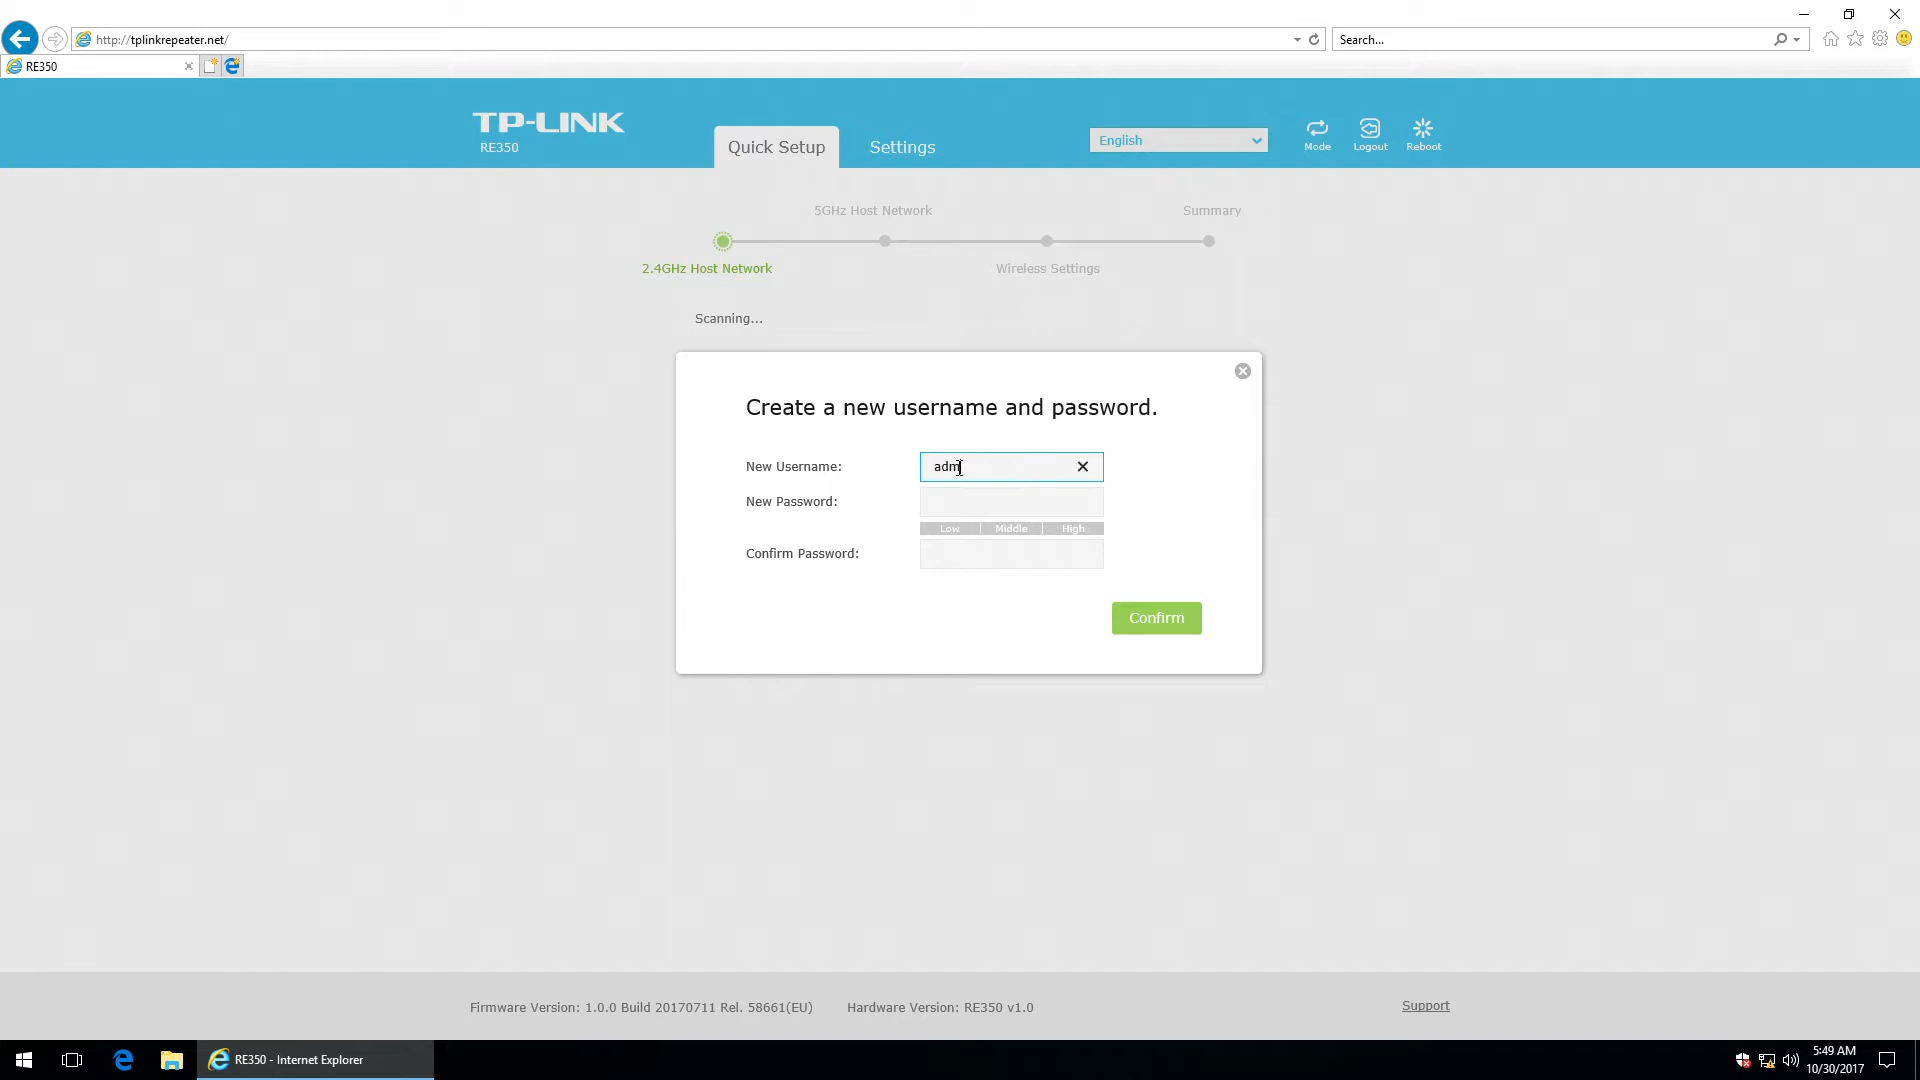 http://tplinkrepeater.net/
Search...
RE350
TP-LINK
RE350
Quick Setup
Settings
English
Mode
Logout
Reboot
5GHz Host Network
Summary
2.4GHz Host Network
Wireless Settings
Scanning...
Create a new username and password.
New Username:
adm
New Password:
Low Middle High
Confirm Password:
Confirm
Firmware Version: 1.0.0 Build 20170711 Rel. 58661(EU)
Hardware Version: RE350 v1.0
Support
RE350 - Internet Explorer
5:49 AM
10/30/2017